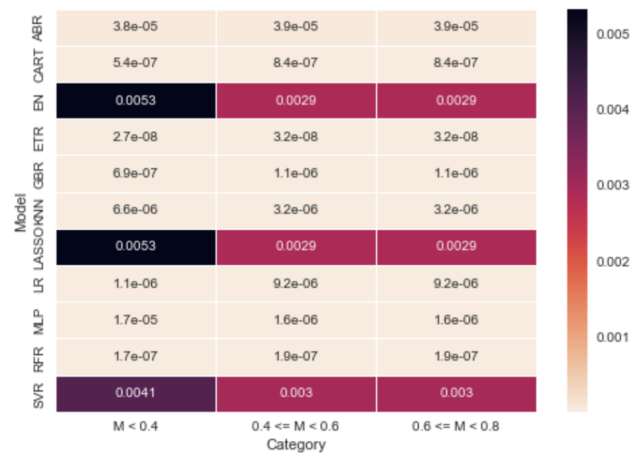 Model
ABR 3.8e-05 3.9e-05 3.9e-05
CART 5.4e-07 8.4e-07 8.4e-07
EN 0.0053 0.0029 0.0029
ETR 2.7e-08 3.2e-08 3.2e-08
GBR 6.9e-07 1.1e-06 1.1e-06
KNN 6.6e-06 3.2e-06 3.2e-06
LASSO 0.0053 0.0029 0.0029
LR 1.1e-06 9.2e-06 9.2e-06
MLP 1.7e-05 1.6e-06 1.6e-06
RFR 1.7e-07 1.9e-07 1.9e-07
SVR 0.0041 0.003 0.003
M < 0.4 0.4 <= M < 0.6 0.6 <= M < 0.8
Category
0.005
0.004
0.003
0.002
0.001